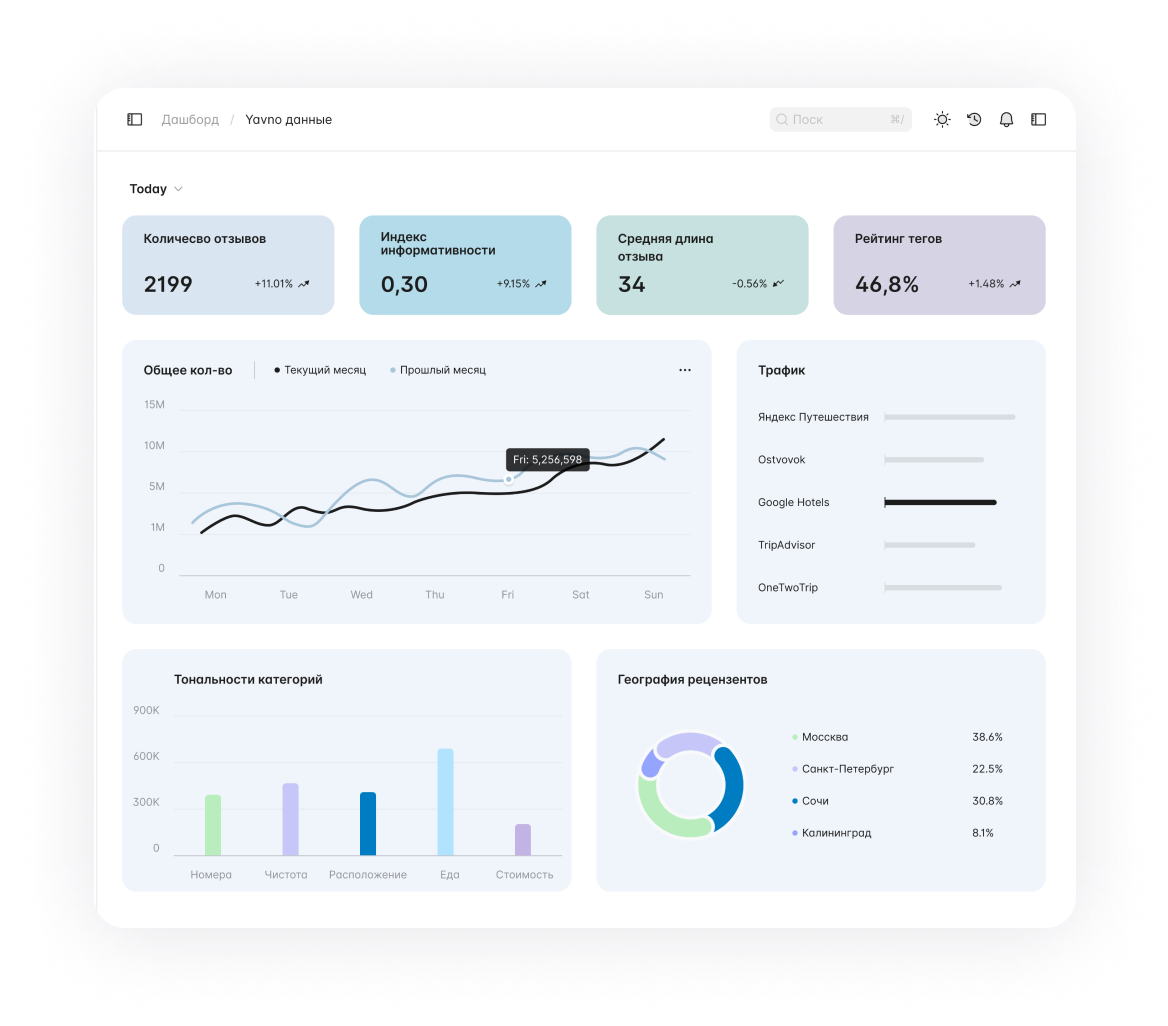 Дашборд / Yavno данные
Поск ⌘/
Today
Количесво отзывов
2199 +11.01%
Индекс
информативности
0,30 +9.15%
Средняя длина
отзыва
34 -0.56%
Рейтинг тегов
46,8% +1.48%
Общее кол-во
Текущий месяц
Прошлый месяц
15M
10M
5M
1M
0
Fri: 5,256,598
Mon Tue Wed Thu Fri Sat Sun
Трафик
Яндекс Путешествия
Ostvovok
Google Hotels
TripAdvisor
OneTwoTrip
Тональности категорий
900K
600K
300K
0
Номера Чистота Расположение Еда Стоимость
География рецензентов
Моссква 38.6%
Санкт-Петербург 22.5%
Сочи 30.8%
Калининград 8.1%